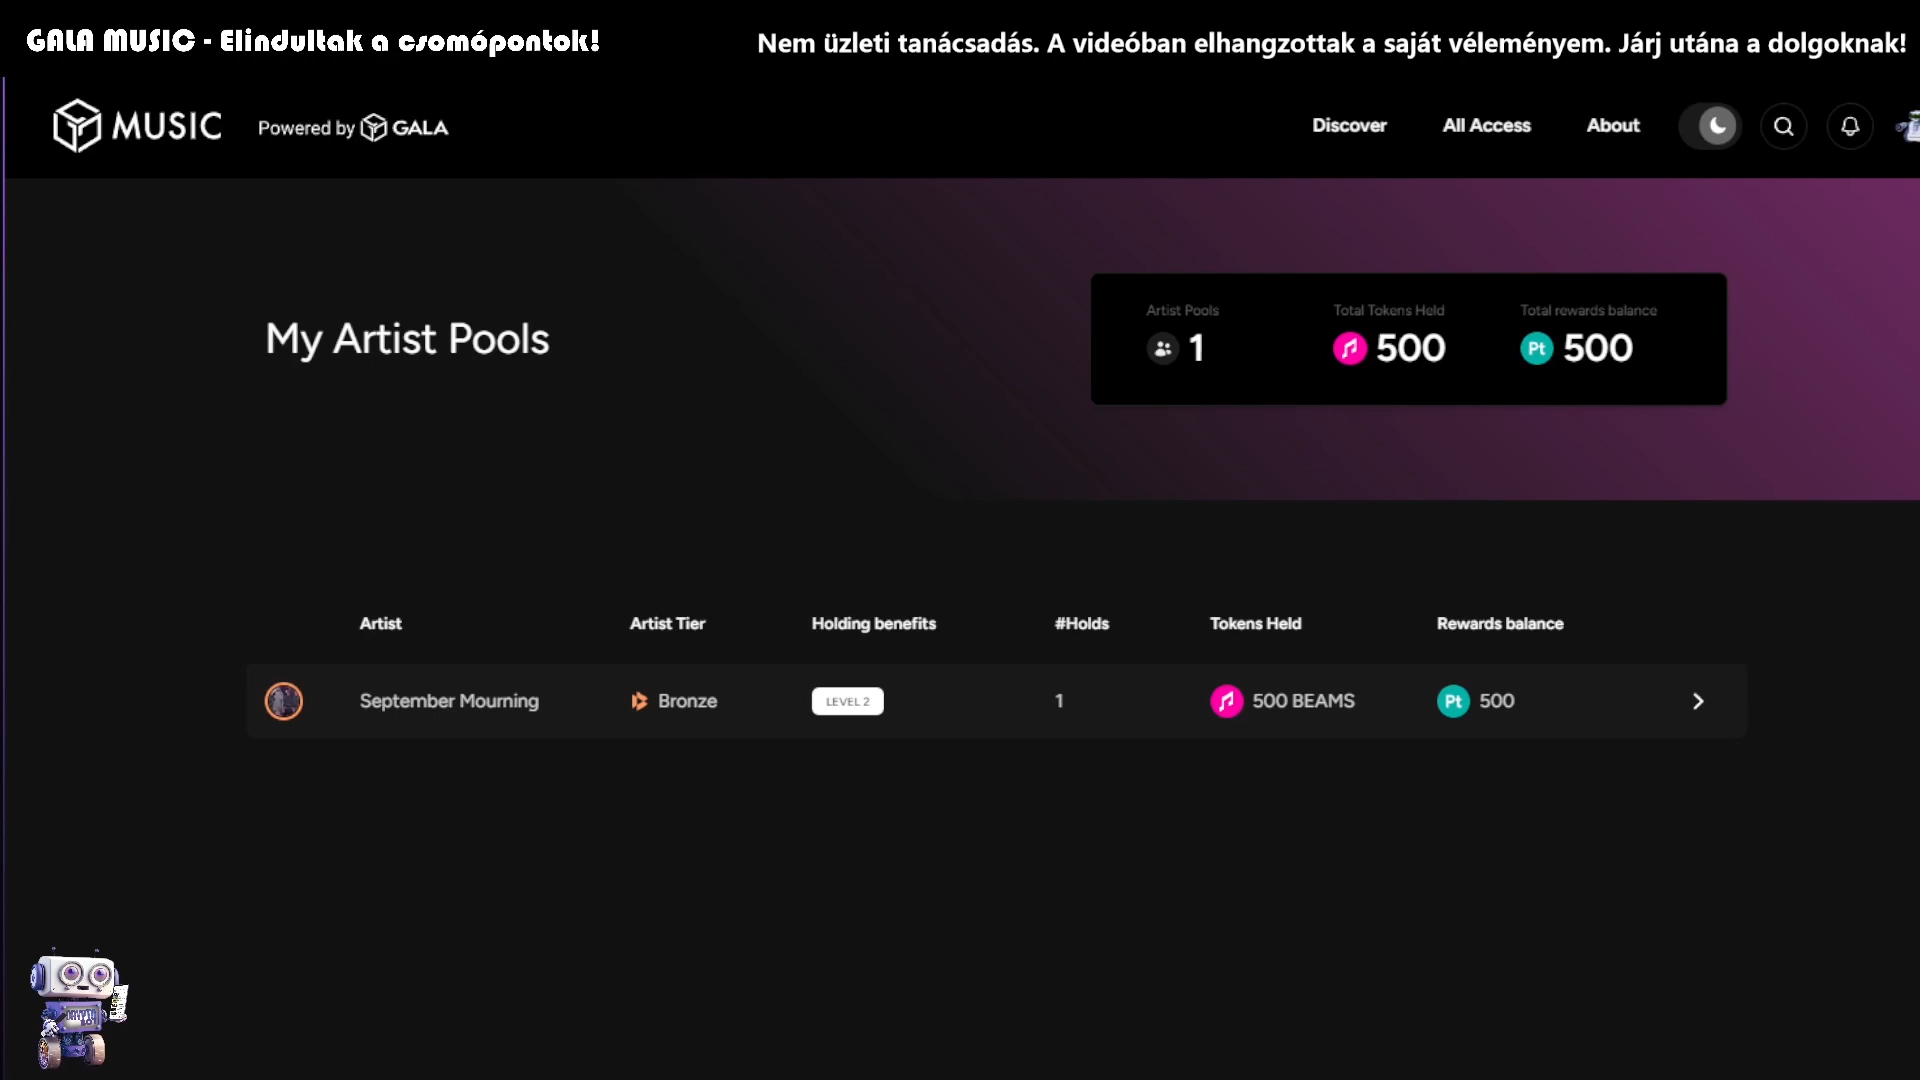 GALA MUSIC - Elindultak a csomópontok!
Nem üzleti tanácsadás. A videóban elhangzottak a saját véleményem. Járj utána a dolgoknak!
MUSIC Powered by GALA
Discover All Access About
My Artist Pools
Artist Pools Total Tokens Held Total rewards balance
1 500 Pt 500
Artist Artist Tier Holding benefits #Holds Tokens Held Rewards balance
September Mourning Bronze LEVEL 2 1 500 BEAMS Pt 500